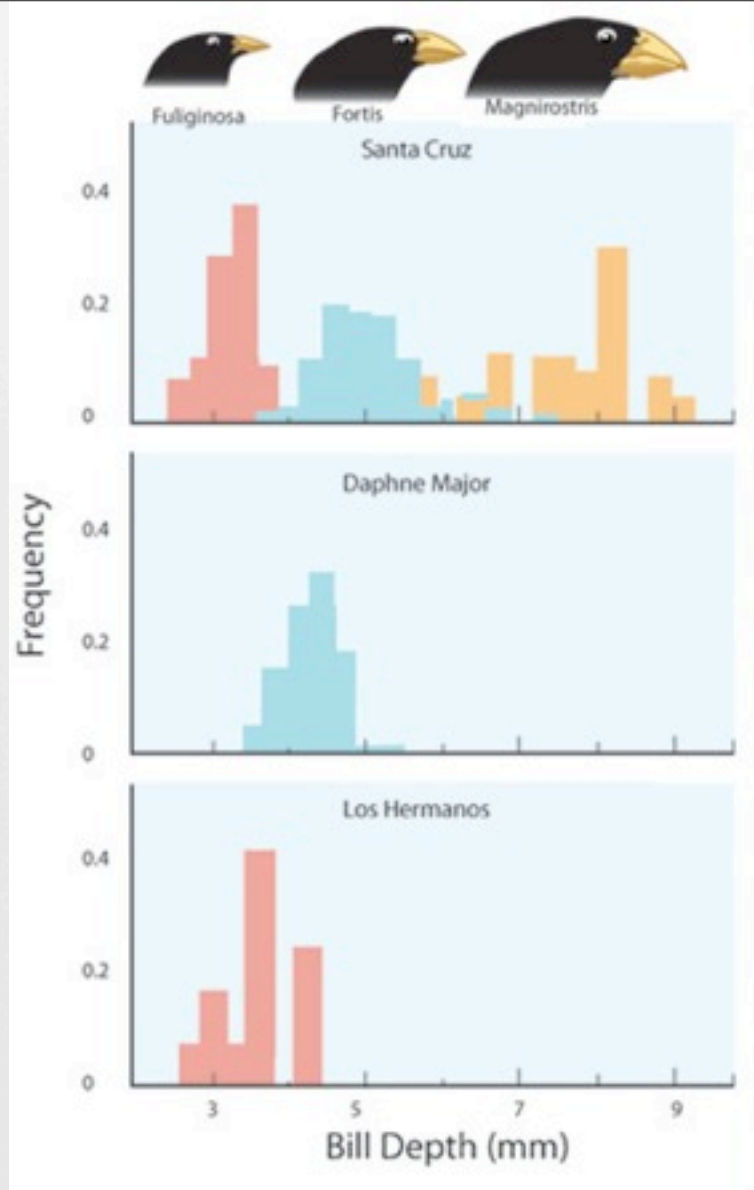 Fuliginosa
Fortis
Magnirostris
Santa Cruz
0.4
0.2
0
Daphne Major
0.4
0.2
0
Los Hermanos
0.4
0.2
0
3 5 7 9
Frequency
Bill Depth (mm)